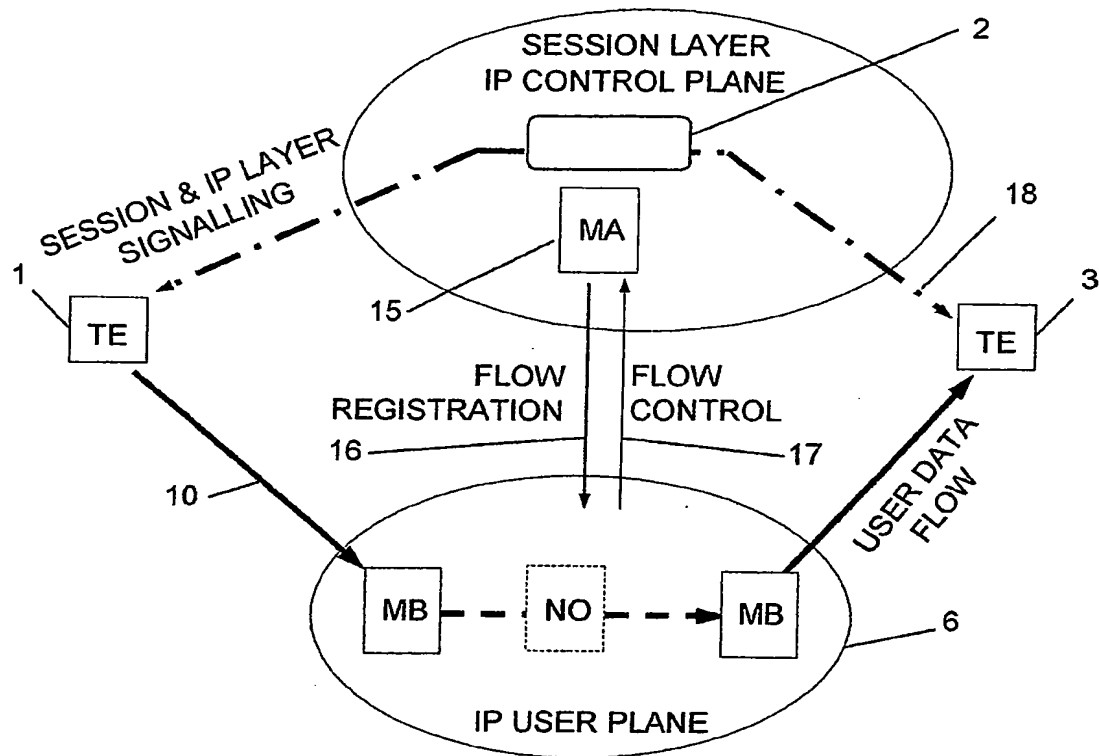 2
SESSION LAYER
IP CONTROL PLANE
SESSION & IP LAYER
SIGNALLING
18
MA
1
15
3
TE
TE
FLOW
REGISTRATION
FLOW
CONTROL
16
17
10
USER DATA
FLOW
MB
NO
MB
6
IP USER PLANE